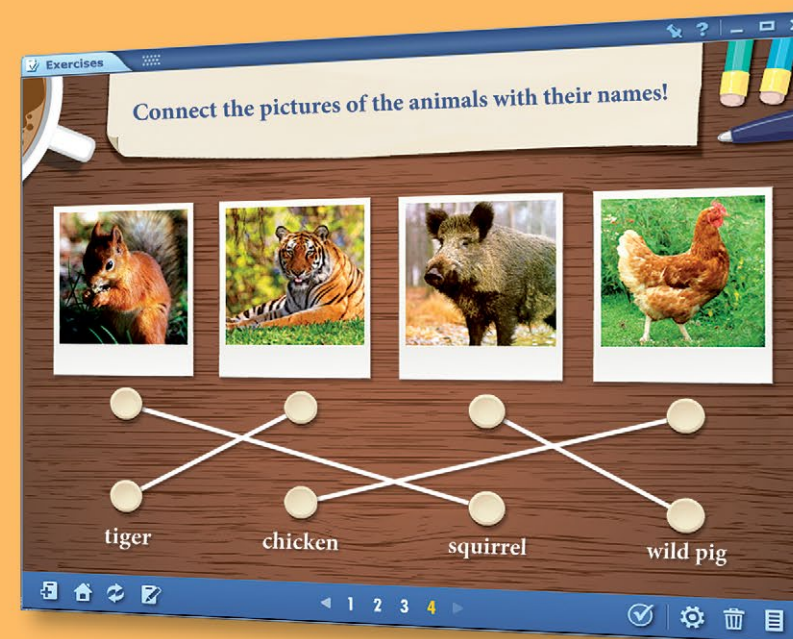 Exercises
Connect the pictures of the animals with their names!
tiger
chicken
squirrel
wild pig
1 2 3 4